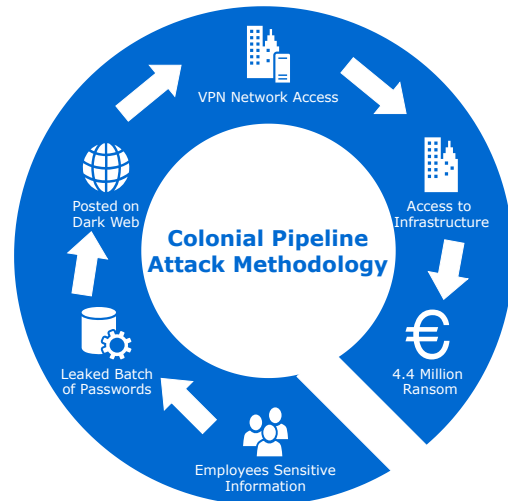 VPN Network Access
Posted on
Dark Web
Access to
Infrastructure
Colonial Pipeline
Attack Methodology
€
Leaked Batch
of Passwords
4.4 Million
Ransom
Employees Sensitive
Information